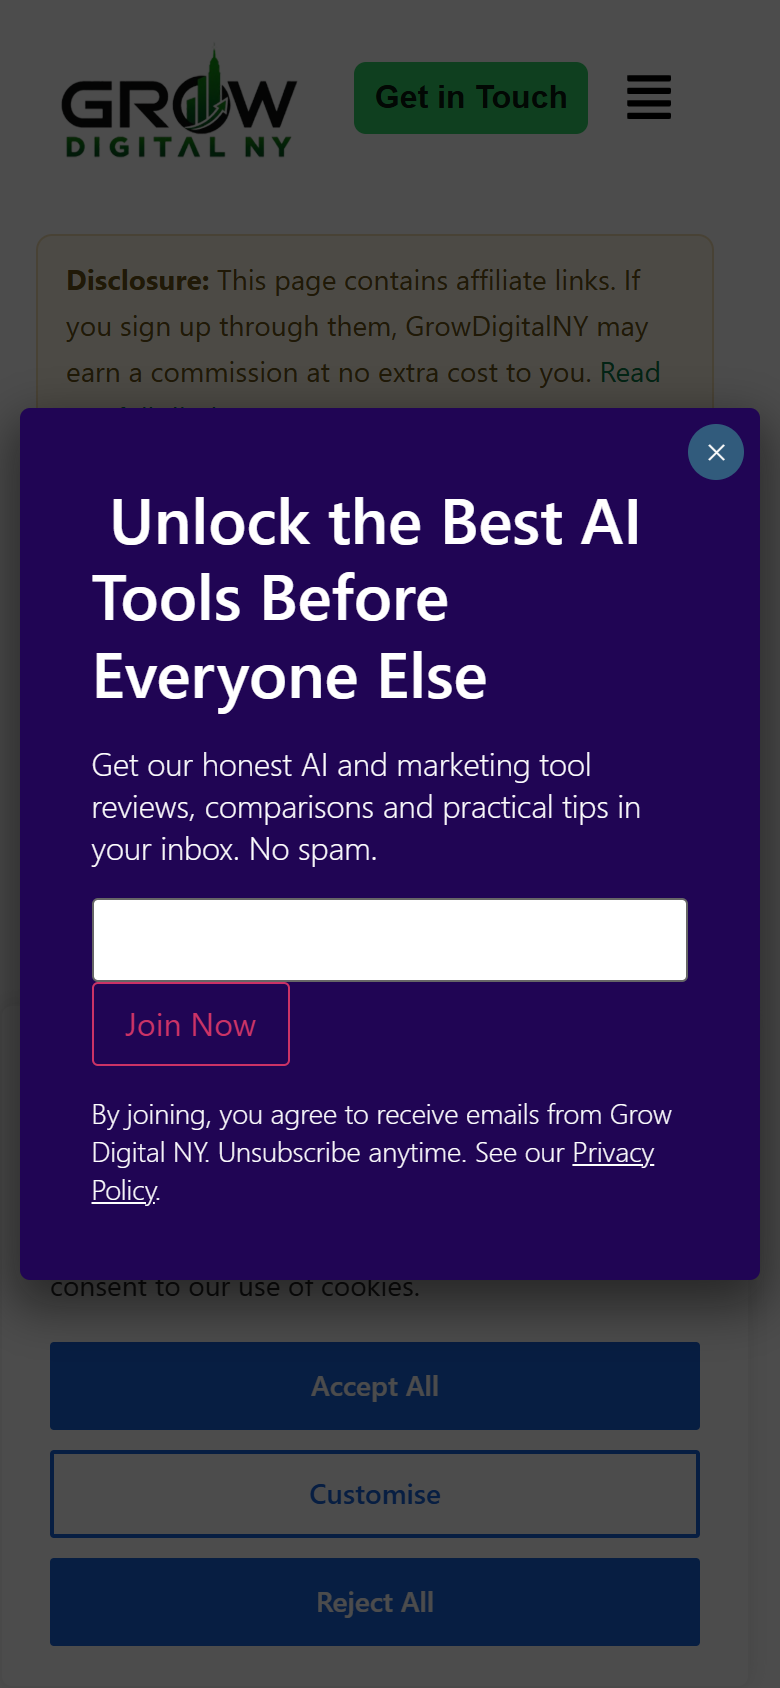 GROW
DIGITAL NY
Get in Touch
Disclosure: This page contains affiliate links. If
you sign up through them, GrowDigitalNY may
earn a commission at no extra cost to you. Read
×
Unlock the Best AI
Tools Before
Everyone Else
Get our honest AI and marketing tool
reviews, comparisons and practical tips in
your inbox. No spam.
Join Now
By joining, you agree to receive emails from Grow
Digital NY. Unsubscribe anytime. See our Privacy
Policy.
consent to our use of cookies.
Accept All
Customise
Reject All